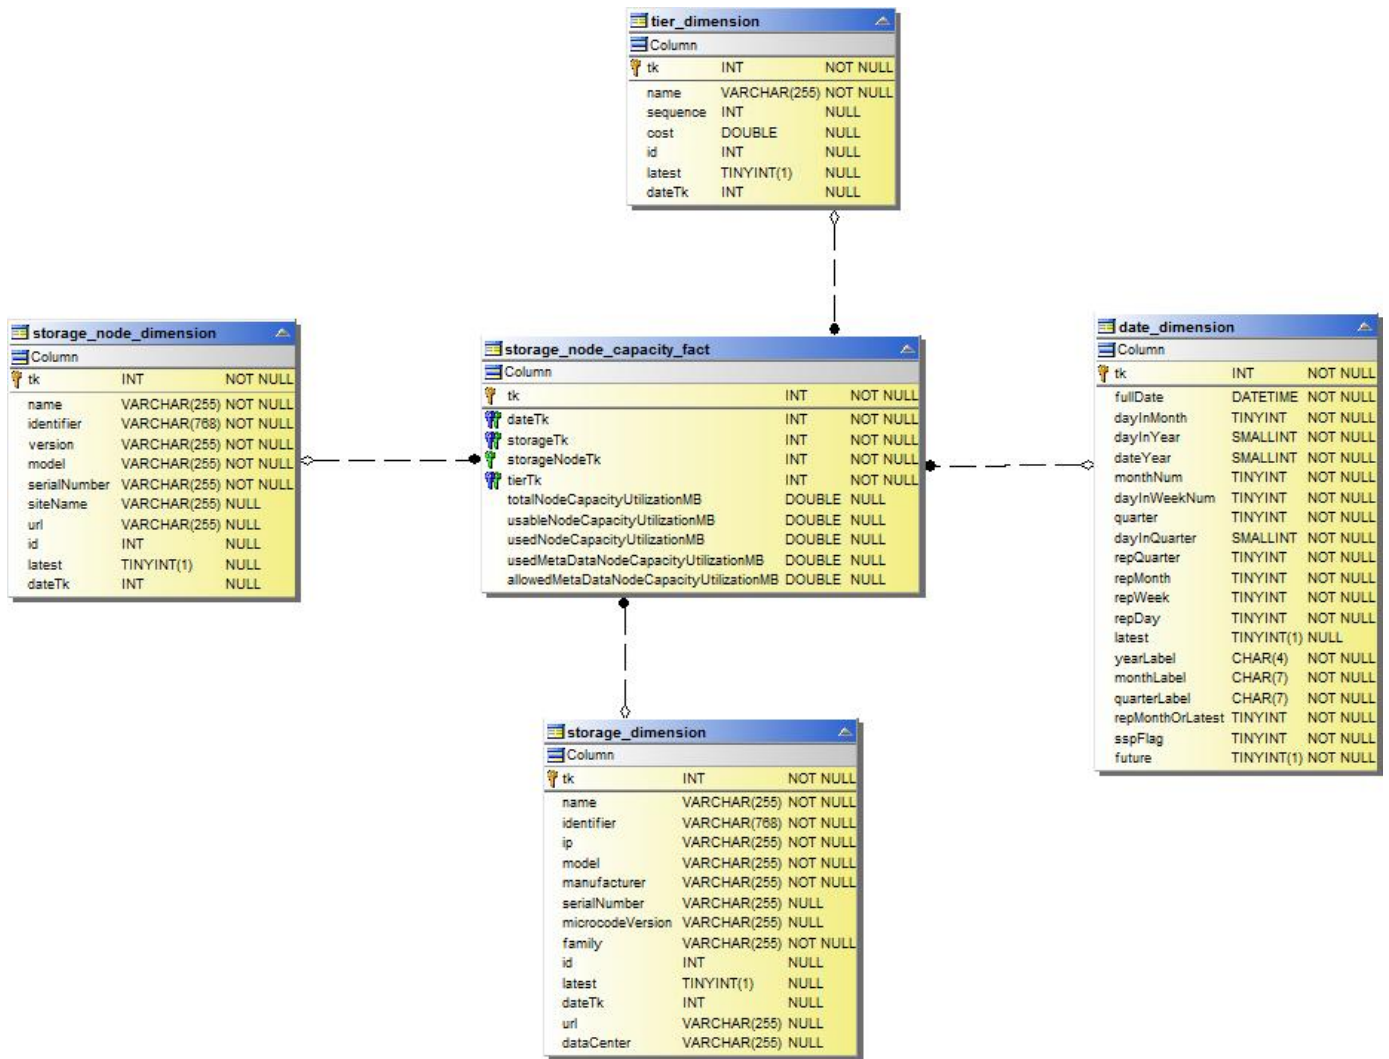 tier_dimension
Column
tk INT NOT NULL
name VARCHAR(255) NOT NULL
sequence INT NULL
cost DOUBLE NULL
id INT NULL
latest TINYINT(1) NULL
dateTk INT NULL
storage_node_dimension
Column
tk INT NOT NULL
name VARCHAR(255) NOT NULL
identifier VARCHAR(768) NOT NULL
version VARCHAR(255) NOT NULL
model VARCHAR(255) NOT NULL
serialNumber VARCHAR(255) NOT NULL
siteName VARCHAR(255) NULL
url VARCHAR(255) NULL
id INT NULL
latest TINYINT(1) NULL
dateTk INT NULL
storage_node_capacity_fact
Column
tk INT NOT NULL
dateTk INT NOT NULL
storageTk INT NOT NULL
storageNodeTk INT NOT NULL
tierTk INT NOT NULL
totalNodeCapacityUtilizationMB DOUBLE NULL
usableNodeCapacityUtilizationMB DOUBLE NULL
usedNodeCapacityUtilizationMB DOUBLE NULL
usedMetaDataNodeCapacityUtilizationMB DOUBLE NULL
allowedMetaDataNodeCapacityUtilizationMB DOUBLE NULL
date_dimension
Column
tk INT NOT NULL
fullDate DATETIME NOT NULL
dayInMonth TINYINT NOT NULL
dayInYear SMALLINT NOT NULL
dateYear SMALLINT NOT NULL
monthNum TINYINT NOT NULL
dayInWeekNum TINYINT NOT NULL
quarter TINYINT NOT NULL
dayInQuarter SMALLINT NOT NULL
repQuarter TINYINT NOT NULL
repMonth TINYINT NOT NULL
repWeek TINYINT NOT NULL
repDay TINYINT NOT NULL
latest TINYINT(1) NULL
yearLabel CHAR(4) NOT NULL
monthLabel CHAR(7) NOT NULL
quarterLabel CHAR(7) NOT NULL
repMonthOrLatest TINYINT NOT NULL
sspFlag TINYINT NOT NULL
future TINYINT(1) NOT NULL
storage_dimension
Column
tk INT NOT NULL
name VARCHAR(255) NOT NULL
identifier VARCHAR(768) NOT NULL
ip VARCHAR(255) NOT NULL
model VARCHAR(255) NOT NULL
manufacturer VARCHAR(255) NOT NULL
serialNumber VARCHAR(255) NULL
microcodeVersion VARCHAR(255) NULL
family VARCHAR(255) NOT NULL
id INT NULL
latest TINYINT(1) NULL
dateTk INT NULL
url VARCHAR(255) NULL
dataCenter VARCHAR(255) NULL